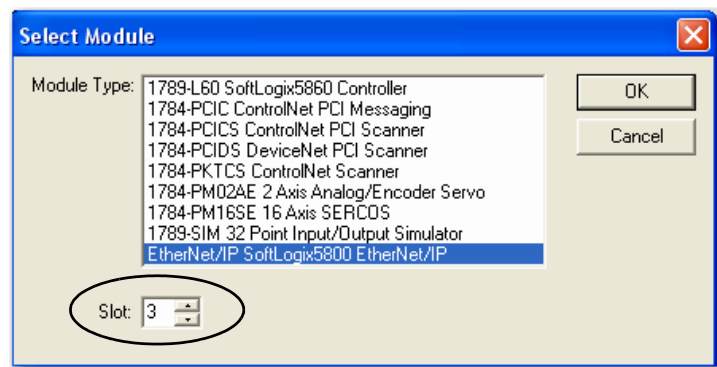 Select Module
Module Type:
1789-L60 SoftLogix5860 Controller
1784-PCIC ControlNet PCI Messaging
1784-PCICS ControlNet PCI Scanner
1784-PCIDS DeviceNet PCI Scanner
1784-PKTCS ControlNet Scanner
1784-PM02AE 2 Axis Analog/Encoder Servo
1784-PM16SE 16 Axis SERCOS
1789-SIM 32 Point Input/Output Simulator
EtherNet/IP SoftLogix5800 EtherNet/IP
OK
Cancel
Slot: 3